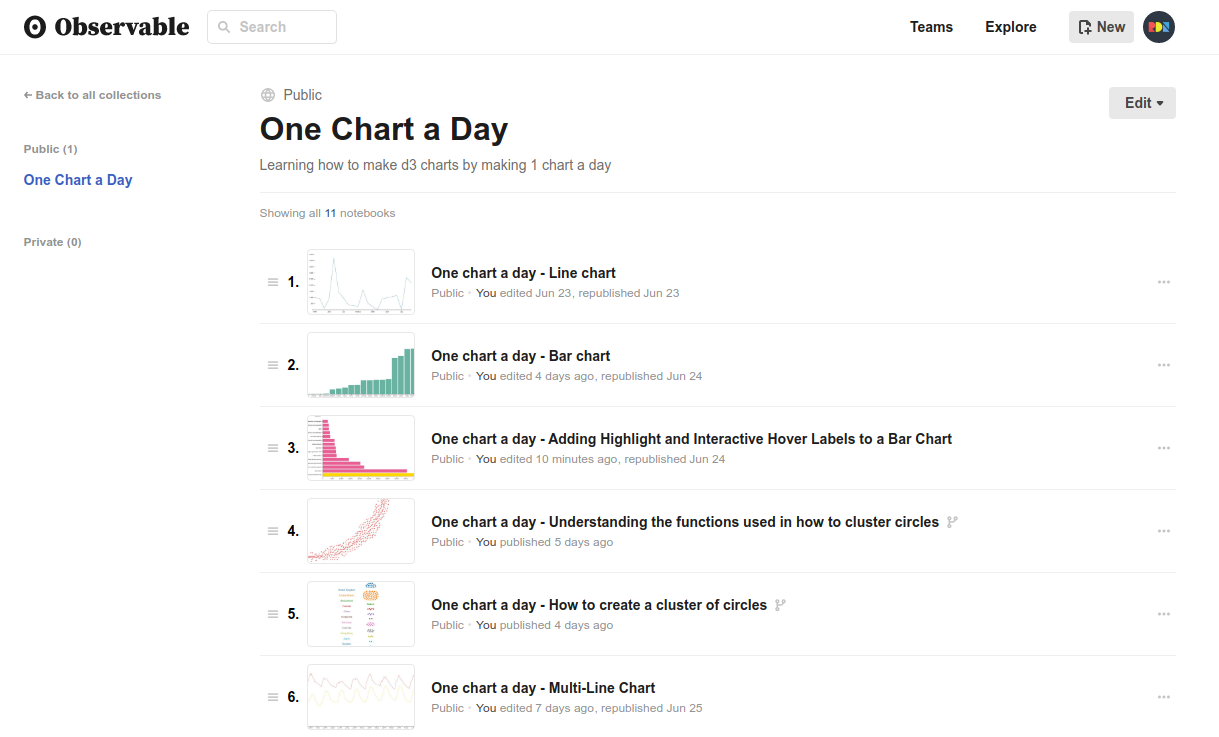 Observable
Search
Teams
Explore
New
← Back to all collections
Public (1)
One Chart a Day
Private (0)
Public
One Chart a Day
Edit
Learning how to make d3 charts by making 1 chart a day
Showing all 11 notebooks
1.
One chart a day - Line chart
Public · You edited Jun 23, republished Jun 23
2.
One chart a day - Bar chart
Public · You edited 4 days ago, republished Jun 24
3.
One chart a day - Adding Highlight and Interactive Hover Labels to a Bar Chart
Public · You edited 10 minutes ago, republished Jun 24
4.
One chart a day - Understanding the functions used in how to cluster circles
Public · You published 5 days ago
5.
One chart a day - How to create a cluster of circles
Public · You published 4 days ago
6.
One chart a day - Multi-Line Chart
Public · You edited 7 days ago, republished Jun 25